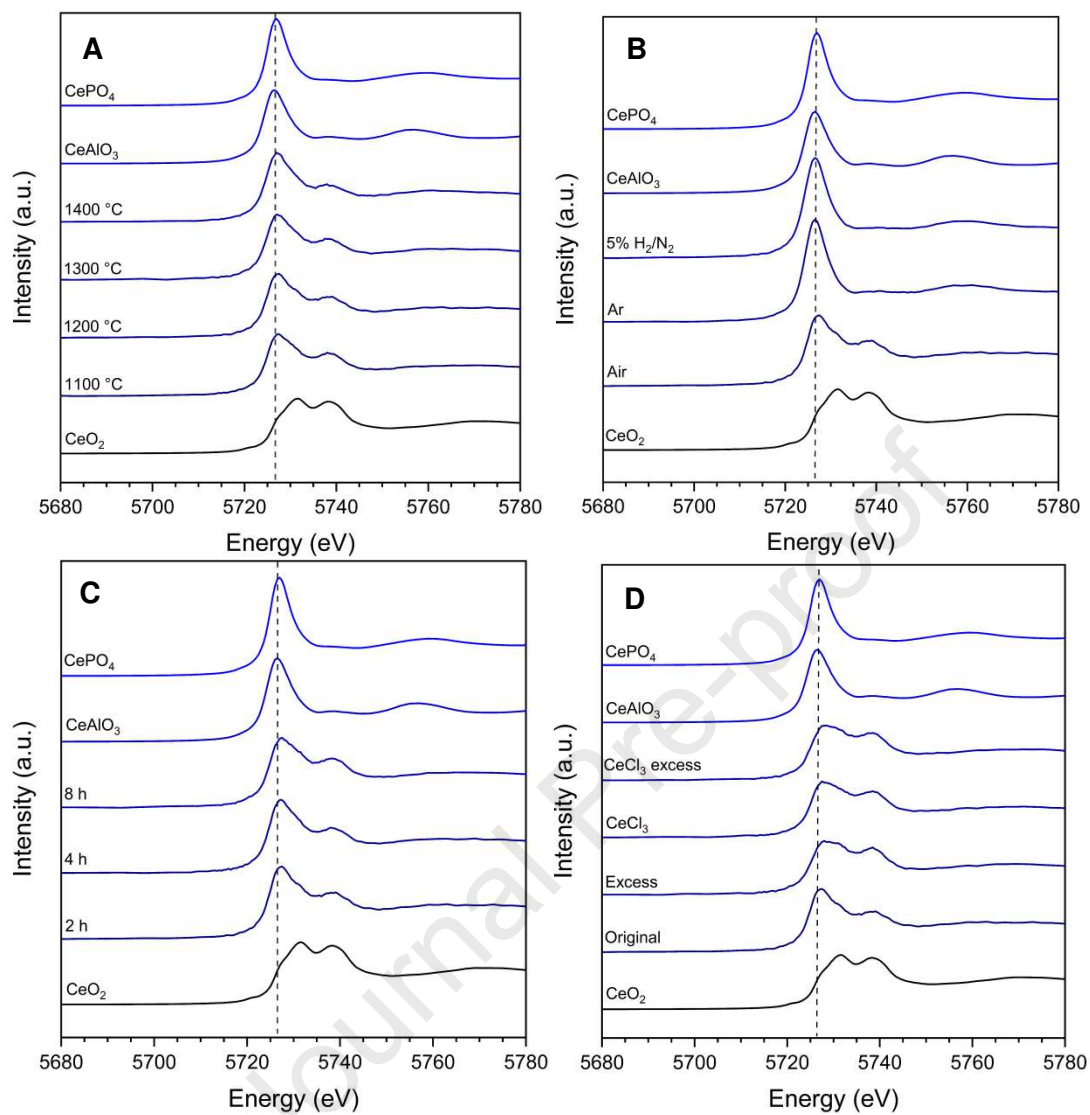 A
CePO₄
CeAlO₃
1400 °C
1300 °C
1200 °C
1100 °C
CeO₂
Intensity (a.u.)
5680 5700 5720 5740 5760 5780
Energy (eV)
B
CePO₄
CeAlO₃
5% H₂/N₂
Ar
Air
CeO₂
Intensity (a.u.)
5680 5700 5720 5740 5760 5780
Energy (eV)
C
CePO₄
CeAlO₃
8 h
4 h
2 h
CeO₂
Intensity (a.u.)
5680 5700 5720 5740 5760 5780
Energy (eV)
D
CePO₄
CeAlO₃
CeCl₃ excess
CeCl₃
Excess
Original
CeO₂
Intensity (a.u.)
5680 5700 5720 5740 5760 5780
Energy (eV)
Journal Pre-proof